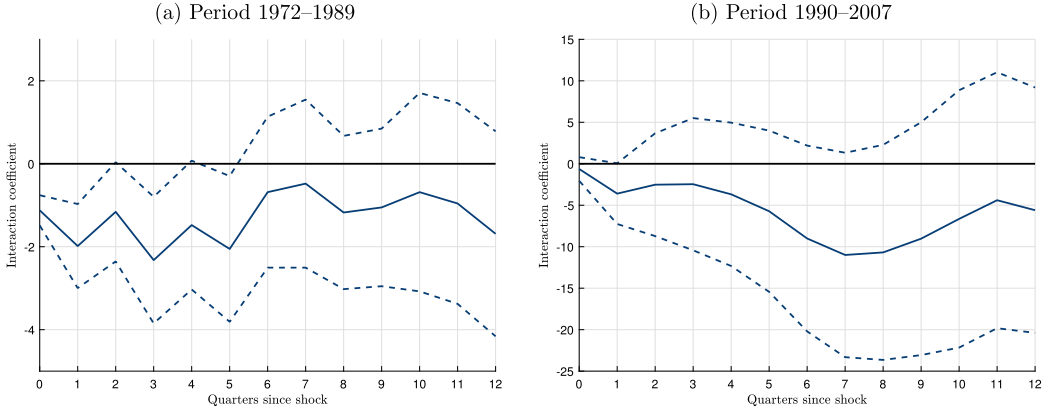 (a) Period 1972–1989
2
0
-2
-4
Interaction coefficient
0 1 2 3 4 5 6 7 8 9 10 11 12
Quarters since shock
(b) Period 1990–2007
15
10
5
0
-5
-10
-15
-20
-25
Interaction coefficient
0 1 2 3 4 5 6 7 8 9 10 11 12
Quarters since shock